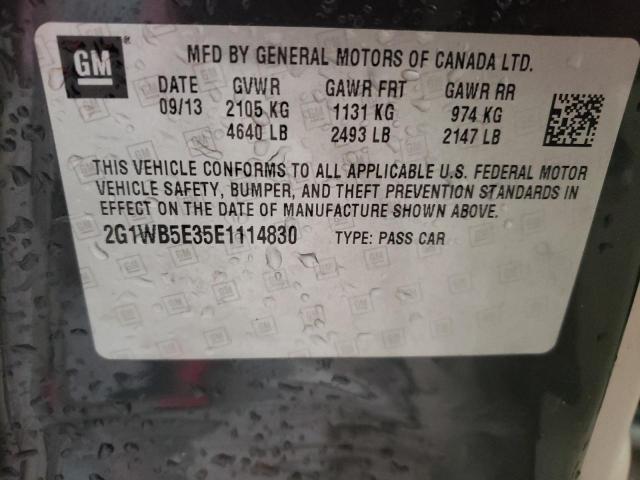 GM
MFD BY GENERAL MOTORS OF CANADA LTD.
DATE GVWR GAWR FRT GAWR RR
09/13 2105 KG 1131 KG 974 KG
4640 LB 2493 LB 2147 LB
THIS VEHICLE CONFORMS TO ALL APPLICABLE U.S. FEDERAL MOTOR
VEHICLE SAFETY, BUMPER, AND THEFT PREVENTION STANDARDS IN
EFFECT ON THE DATE OF MANUFACTURE SHOWN ABOVE.
2G1WB5E35E1114830 TYPE: PASS CAR